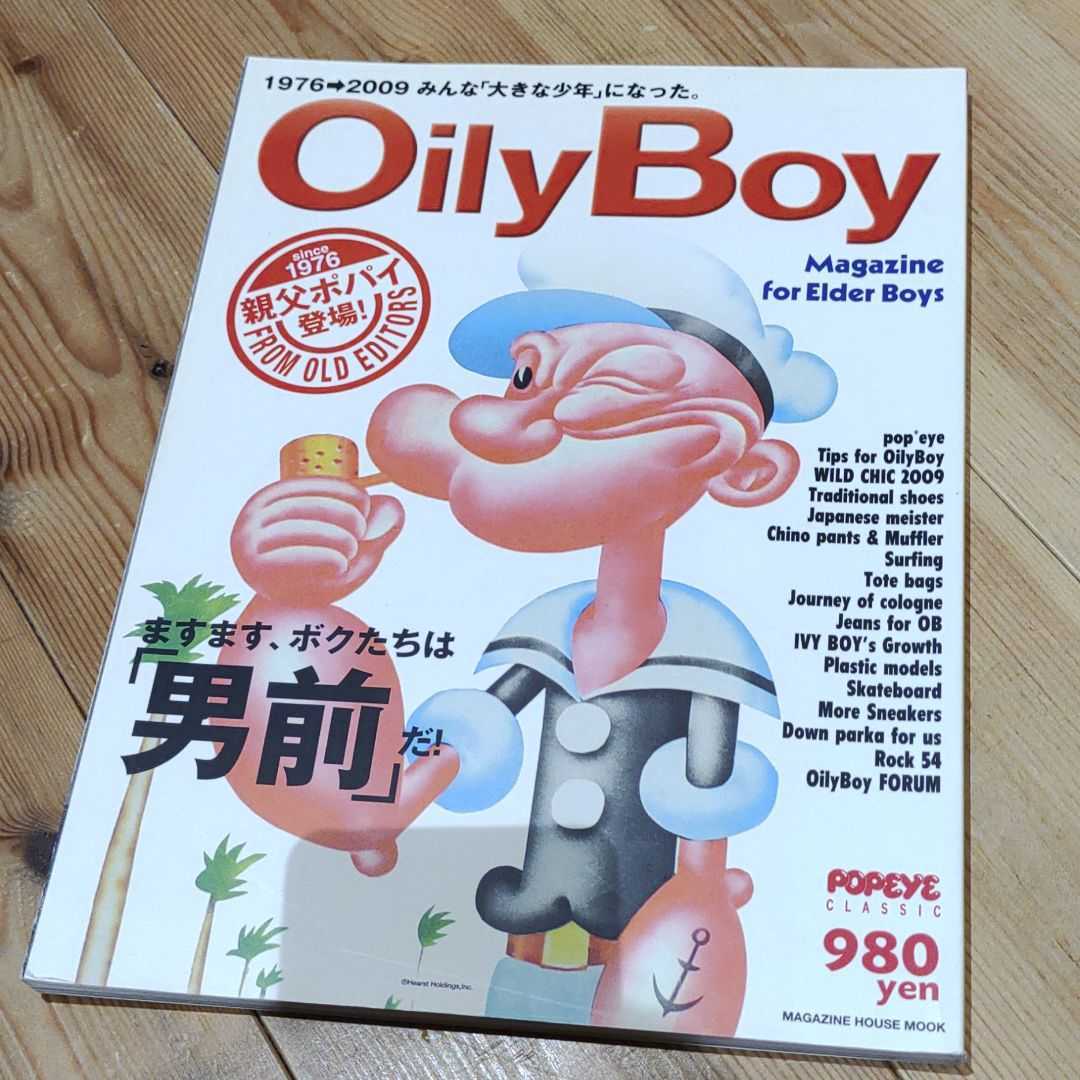 1976➡2009 みんな「大きな少年」になった。
OilyBoy
Magazine
for Elder Boys
since
1976
親父ポパイ
登場!
FROM OLD EDITORS
pop*eye
Tips for OilyBoy
WILD CHIC 2009
Traditional shoes
Japanese meister
Chino pants & Muffler
Surfing
Tote bags
Journey of cologne
Jeans for OB
IVY BOY's Growth
Plastic models
Skateboard
More Sneakers
Down parka for us
Rock 54
OilyBoy FORUM
ますます、ボクたちは
「男前」だ!
POPEYE
CLASSIC
980
yen
©Hearst Holdings,Inc.
MAGAZINE HOUSE MOOK